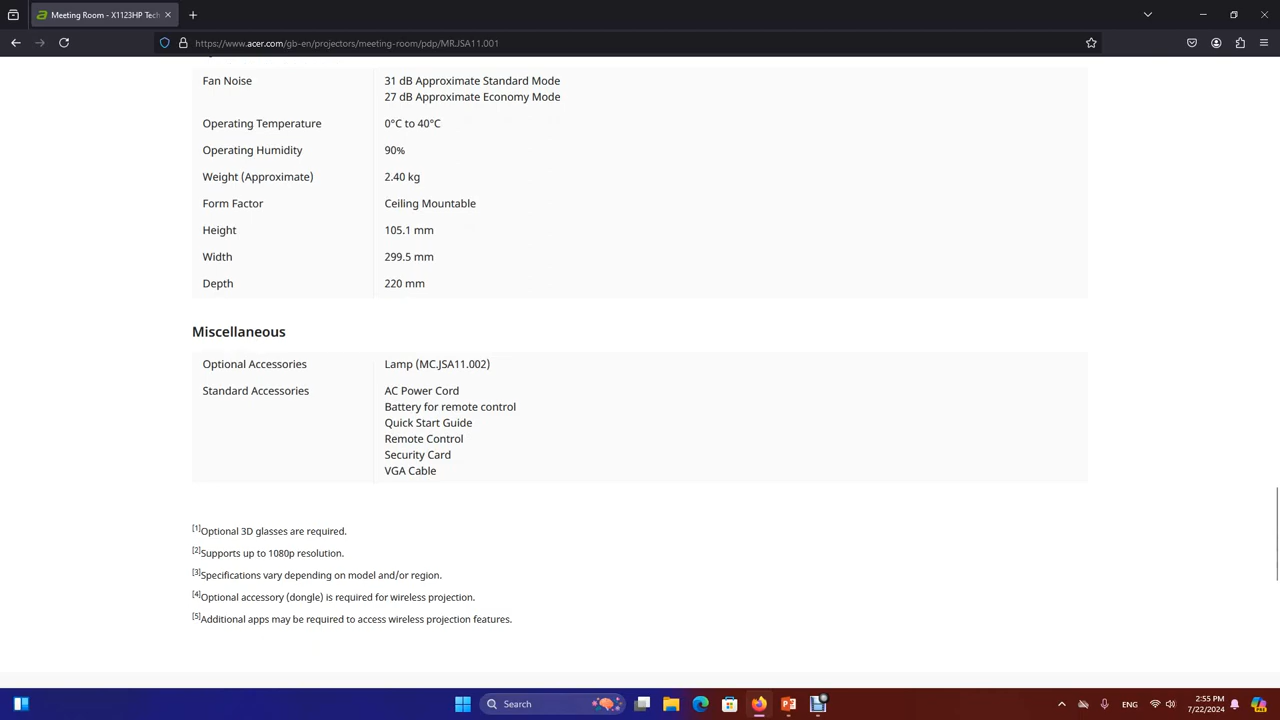 Meeting Room - X1123HP Tech
https://www.acer.com/gb-en/projectors/meeting-room/pdp/MR.JSA11.001
Fan Noise
31 dB Approximate Standard Mode
27 dB Approximate Economy Mode
Operating Temperature
0°C to 40°C
Operating Humidity
90%
Weight (Approximate)
2.40 kg
Form Factor
Ceiling Mountable
Height
105.1 mm
Width
299.5 mm
Depth
220 mm
Miscellaneous
Optional Accessories
Lamp (MC.JSA11.002)
Standard Accessories
AC Power Cord
Battery for remote control
Quick Start Guide
Remote Control
Security Card
VGA Cable
[1]Optional 3D glasses are required.
[2]Supports up to 1080p resolution.
[3]Specifications vary depending on model and/or region.
[4]Optional accessory (dongle) is required for wireless projection.
[5]Additional apps may be required to access wireless projection features.
Search
ENG
2:55 PM
7/22/2024